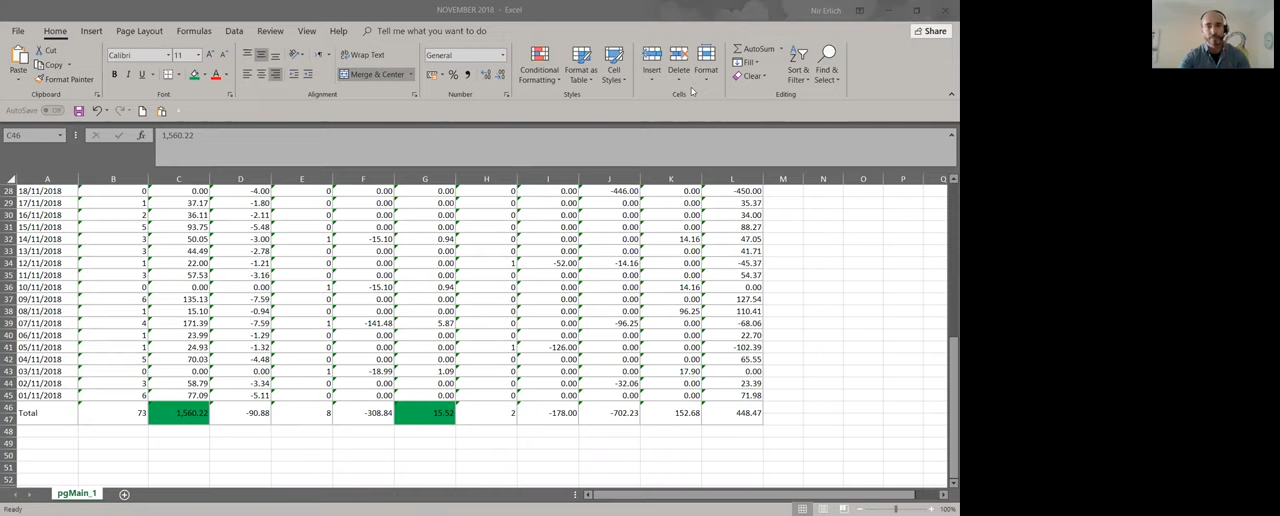 NOVEMBER 2018 - Excel
Nir Erlich
File Home Insert Page Layout Formulas Data Review View Help Tell me what you want to do Share
Cut
Copy
Format Painter
Paste
Clipboard
Calibri 11
B I U
Font
Wrap Text
Merge & Center
Alignment
General
Number
Conditional Formatting
Format as Table
Cell Styles
Styles
Insert Delete Format
Cells
AutoSum
Fill
Clear
Sort & Filter
Find & Select
Editing
AutoSave Off
C46 fx 1,560.22
A B C D E F G H I J K L M N O P Q
28 18/11/2018 0 0.00 -4.00 0 0.00 0.00 0 0.00 -446.00 0.00 -450.00
29 17/11/2018 1 37.17 -1.80 0 0.00 0.00 0 0.00 0.00 0.00 35.37
30 16/11/2018 2 36.11 -2.11 0 0.00 0.00 0 0.00 0.00 0.00 34.00
31 15/11/2018 5 93.75 -5.48 0 0.00 0.00 0 0.00 0.00 0.00 88.27
32 14/11/2018 3 50.05 -3.00 1 -15.10 0.94 0 0.00 0.00 14.16 47.05
33 13/11/2018 3 44.49 -2.78 0 0.00 0.00 0 0.00 0.00 0.00 41.71
34 12/11/2018 1 22.00 -1.21 0 0.00 0.00 1 -52.00 -14.16 0.00 -45.37
35 11/11/2018 3 57.53 -3.16 0 0.00 0.00 0 0.00 0.00 0.00 54.37
36 10/11/2018 0 0.00 0.00 1 -15.10 0.94 0 0.00 0.00 14.16 0.00
37 09/11/2018 6 135.13 -7.59 0 0.00 0.00 0 0.00 0.00 0.00 127.54
38 08/11/2018 1 15.10 -0.94 0 0.00 0.00 0 0.00 0.00 96.25 110.41
39 07/11/2018 4 171.39 -7.59 1 -141.48 5.87 0 0.00 -96.25 0.00 -68.06
40 06/11/2018 1 23.99 -1.29 0 0.00 0.00 0 0.00 0.00 0.00 22.70
41 05/11/2018 1 24.93 -1.32 0 0.00 0.00 1 -126.00 0.00 0.00 -102.39
42 04/11/2018 5 70.03 -4.48 0 0.00 0.00 0 0.00 0.00 0.00 65.55
43 03/11/2018 0 0.00 0.00 1 -18.99 1.09 0 0.00 0.00 17.90 0.00
44 02/11/2018 3 58.79 -3.34 0 0.00 0.00 0 0.00 -32.06 0.00 23.39
45 01/11/2018 6 77.09 -5.11 0 0.00 0.00 0 0.00 0.00 0.00 71.98
46
Total 73 1,560.22 -90.88 8 -308.84 15.52 2 -178.00 -702.23 152.68 448.47
47
48
49
50
51
52
pgMain_1
Ready
100%